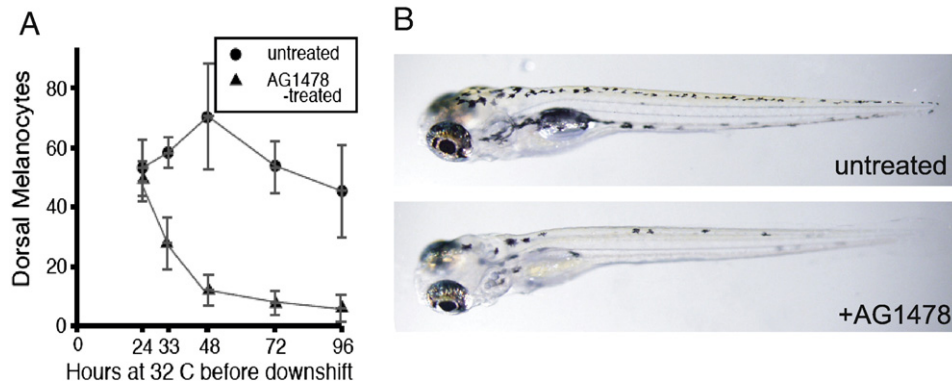 A
untreated
AG1478
-treated
Dorsal Melanocytes
80
60
40
20
0
0 24 33 48 72 96
Hours at 32 C before downshift
B
untreated
+AG1478